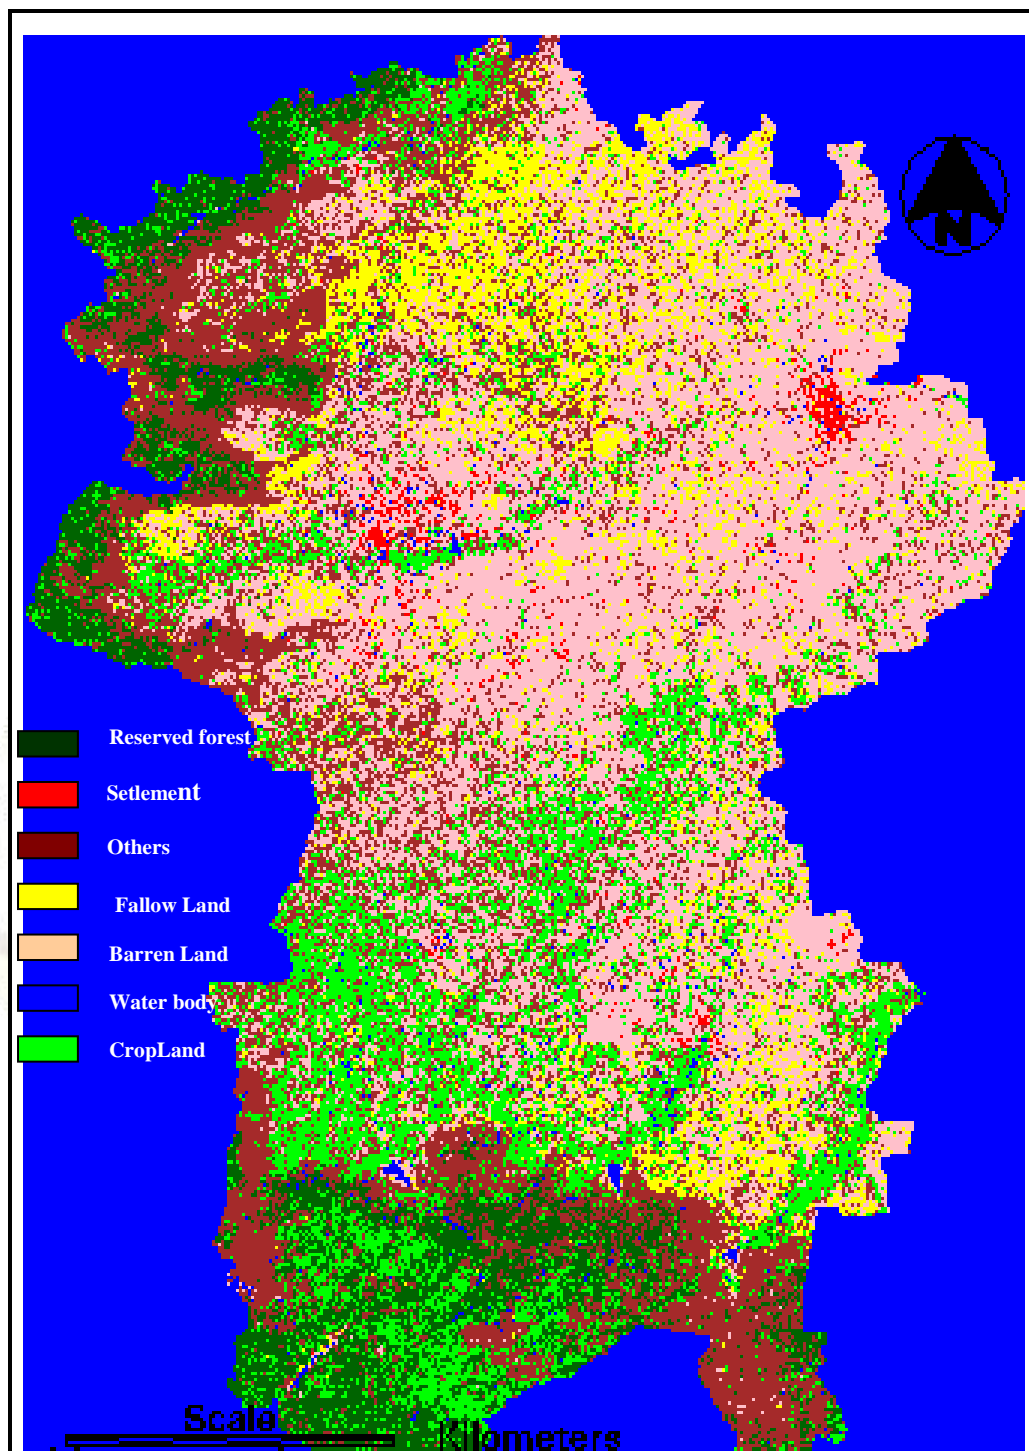 N
Reserved forest
Setlement
Others
Fallow Land
Barren Land
Water body
CropLand
Scale
Kilometers